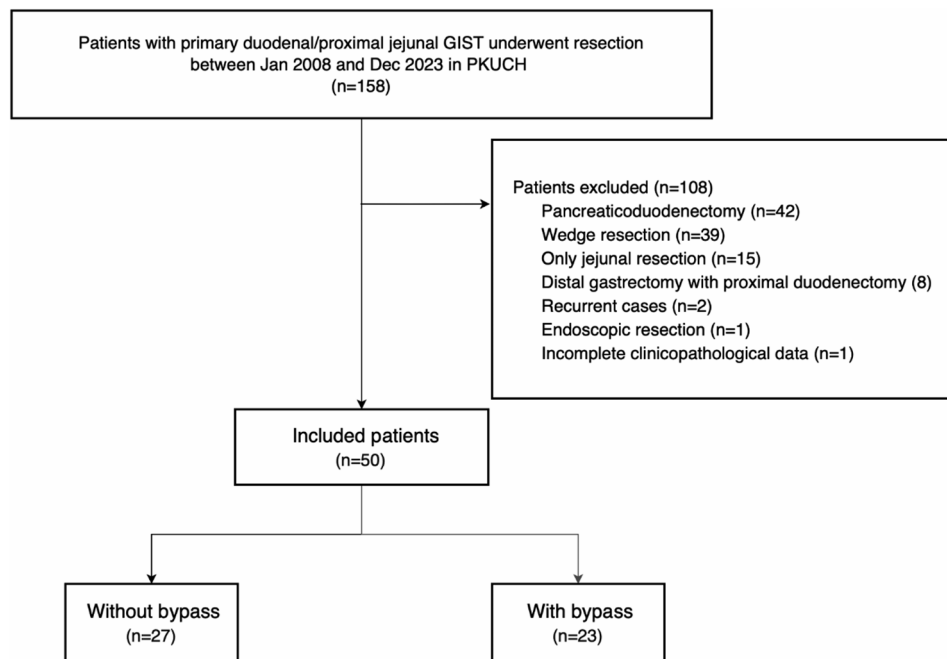 Patients with primary duodenal/proximal jejunal GIST underwent resection
between Jan 2008 and Dec 2023 in PKUCH
(n=158)
Patients excluded (n=108)
Pancreaticoduodenectomy (n=42)
Wedge resection (n=39)
Only jejunal resection (n=15)
Distal gastrectomy with proximal duodenectomy (8)
Recurrent cases (n=2)
Endoscopic resection (n=1)
Incomplete clinicopathological data (n=1)
Included patients
(n=50)
Without bypass
(n=27)
With bypass
(n=23)